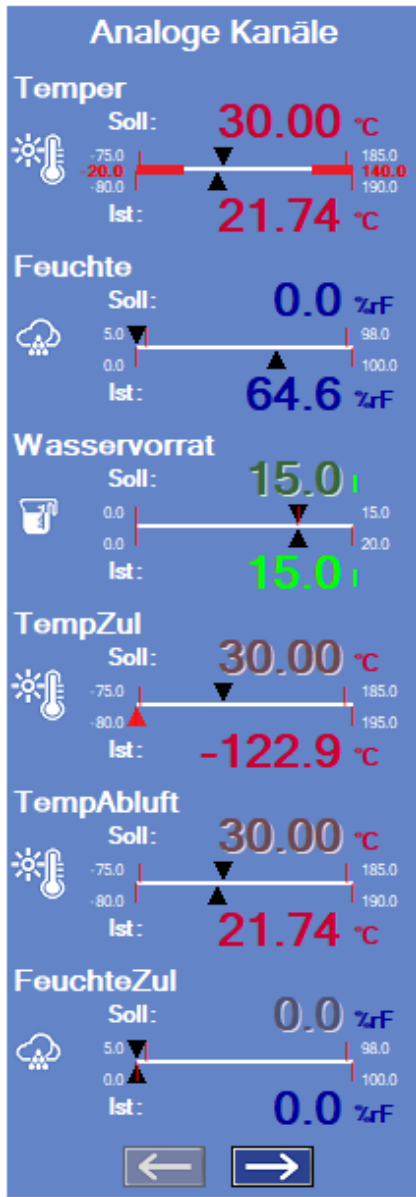 Analoge Kanäle
Temper
Soll: 30.00 °C
-75.0 185.0
-20.0 140.0
-80.0 190.0
Ist: 21.74 °C
Feuchte
Soll: 0.0 %rF
5.0 98.0
0.0 100.0
Ist: 64.6 %rF
Wasservorrat
Soll: 15.0 l
0.0 15.0
0.0 20.0
Ist: 15.0 l
TempZul
Soll: 30.00 °C
-75.0 185.0
-80.0 195.0
Ist: -122.9 °C
TempAbluft
Soll: 30.00 °C
-75.0 185.0
-80.0 190.0
Ist: 21.74 °C
FeuchteZul
Soll: 0.0 %rF
5.0 98.0
0.0 100.0
Ist: 0.0 %rF